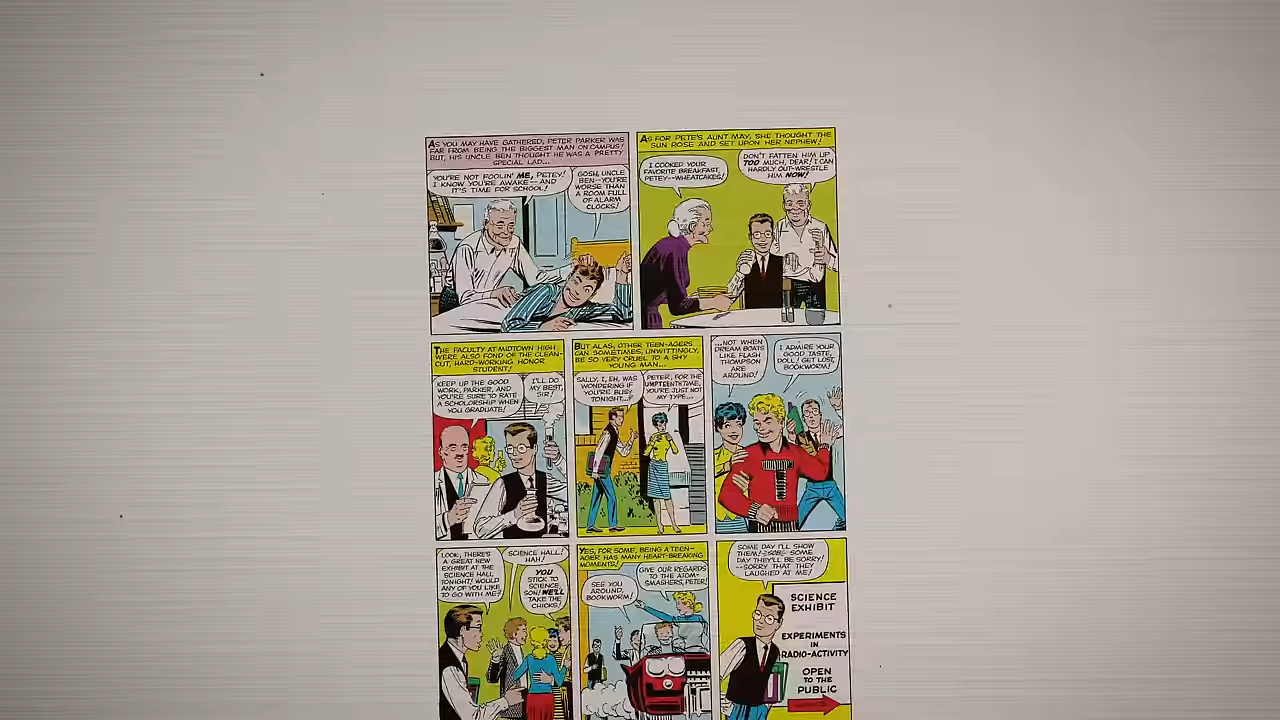 AS YOU MAY HAVE GATHERED, PETER PARKER WAS
FAR FROM BEING THE BIGGEST MAN ON CAMPUS!
BUT, HIS UNCLE BEN THOUGHT HE WAS A PRETTY
SPECIAL LAD...
YOU'RE NOT FOOLIN' ME, PETEY!
I KNOW YOU'RE AWAKE--AND
IT'S TIME FOR SCHOOL!
GOSH, UNCLE
BEN--YOU'RE
WORSE THAN
A ROOM FULL
OF ALARM
CLOCKS!
AS FOR PETE'S AUNT MAY, SHE THOUGHT THE
SUN ROSE AND SET UPON HER NEPHEW!
I COOKED YOUR
FAVORITE BREAKFAST,
PETEY--WHEATCAKES!
DON'T FATTEN HIM UP
TOO MUCH, DEAR! I CAN
HARDLY OUT-WRESTLE
HIM NOW!
THE FACULTY AT MIDTOWN HIGH
WERE ALSO FOND OF THE CLEAN-
CUT, HARD-WORKING HONOR
STUDENT!
KEEP UP THE GOOD
WORK, PARKER, AND
YOU'RE SURE TO RATE
A SCHOLORSHIP WHEN
YOU GRADUATE!
I'LL DO
MY BEST,
SIR!
BUT ALAS, OTHER TEEN-AGERS
CAN SOMETIMES, UNWITTINGLY,
BE SO VERY CRUEL TO A SHY
YOUNG MAN...
SALLY, I, EH, WAS
WONDERING IF
YOU'RE BUSY
TONIGHT...?
PETER, FOR THE
UMPTEENTH TIME,
YOU'RE JUST NOT
MY TYPE...
...NOT WHEN
DREAM BOATS
LIKE FLASH
THOMPSON
ARE
AROUND!
I ADMIRE YOUR
GOOD TASTE,
DOLL! GET LOST,
BOOKWORM!
T
LOOK, THERE'S
A GREAT NEW
EXHIBIT AT THE
SCIENCE HALL
TONIGHT! WOULD
ANY OF YOU LIKE
TO GO WITH ME?
SCIENCE HALL!
HAH!
YOU
STICK TO
SCIENCE,
SON! WE'LL
TAKE THE
CHICKS!
YES, FOR SOME, BEING A TEEN-
AGER HAS MANY HEART-BREAKING
MOMENTS!
SEE YOU
AROUND,
BOOKWORM!
GIVE OUR REGARDS
TO THE ATOM-
SMASHERS, PETER!
SOME DAY I'LL SHOW
THEM! SOME
DAY THEY'LL BE SORRY!
--SORRY THAT THEY
LAUGHED AT ME!
SCIENCE
EXHIBIT
EXPERIMENTS
IN
RADIO-ACTIVITY
OPEN
TO THE
PUBLIC